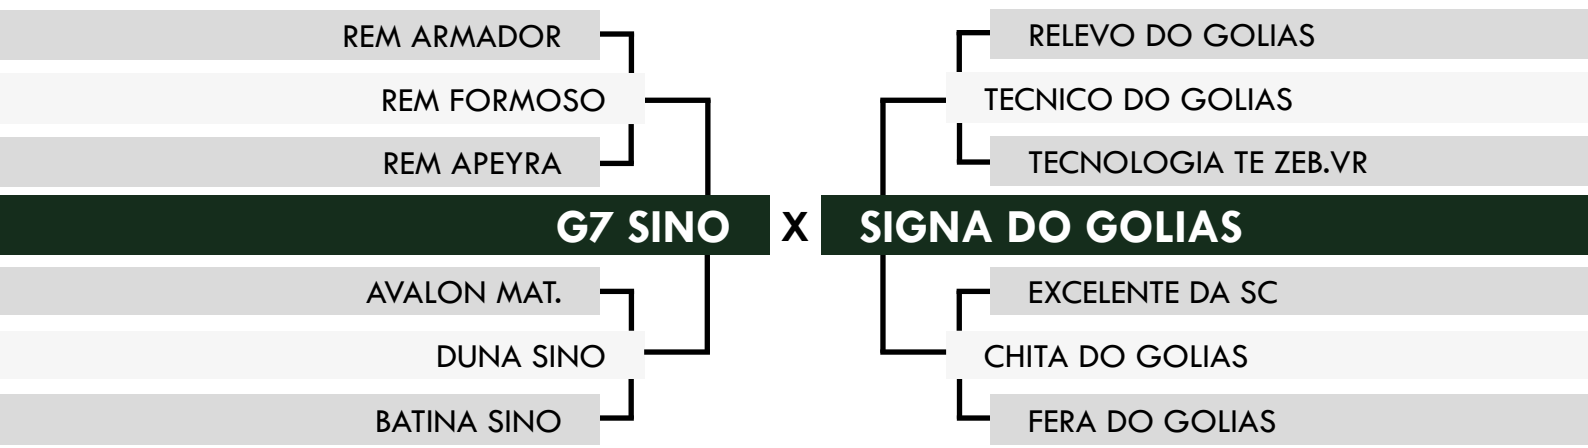 REM ARMADOR
REM FORMOSO
REM APEYRA
G7 SINO X SIGNA DO GOLIAS
AVALON MAT.
DUNA SINO
BATINA SINO
RELEVO DO GOLIAS
TECNICO DO GOLIAS
TECNOLOGIA TE ZEB.VR
EXCELENTE DA SC
CHITA DO GOLIAS
FERA DO GOLIAS